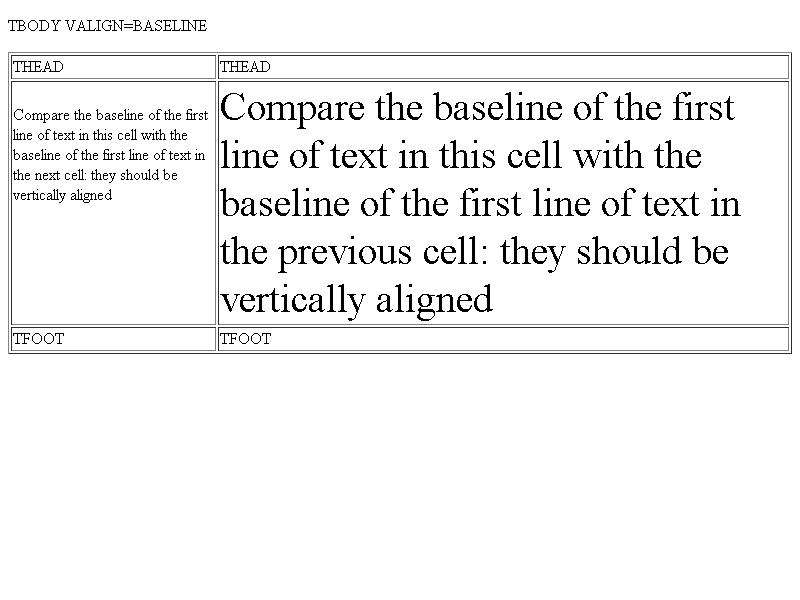 TBODY VALIGN=BASELINE
THEAD
THEAD
Compare the baseline of the first
line of text in this cell with the
baseline of the first line of text in
the next cell: they should be
vertically aligned
Compare the baseline of the first
line of text in this cell with the
baseline of the first line of text in
the previous cell: they should be
vertically aligned
TFOOT
TFOOT